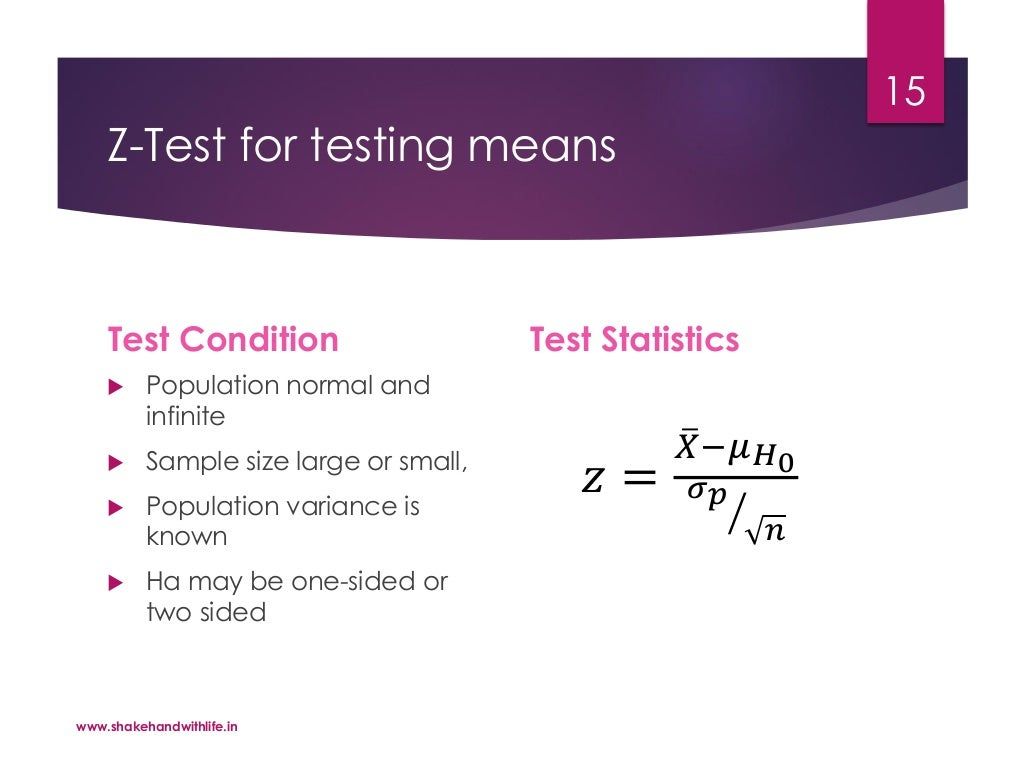 15
Z-Test for testing means
Test Condition
Population normal and
infinite
Sample size large or small,
Population variance is
known
Ha may be one-sided or
two sided
Test Statistics
z = (X̄−μ_H₀)/(σp/√n)
www.shakehandwithlife.in